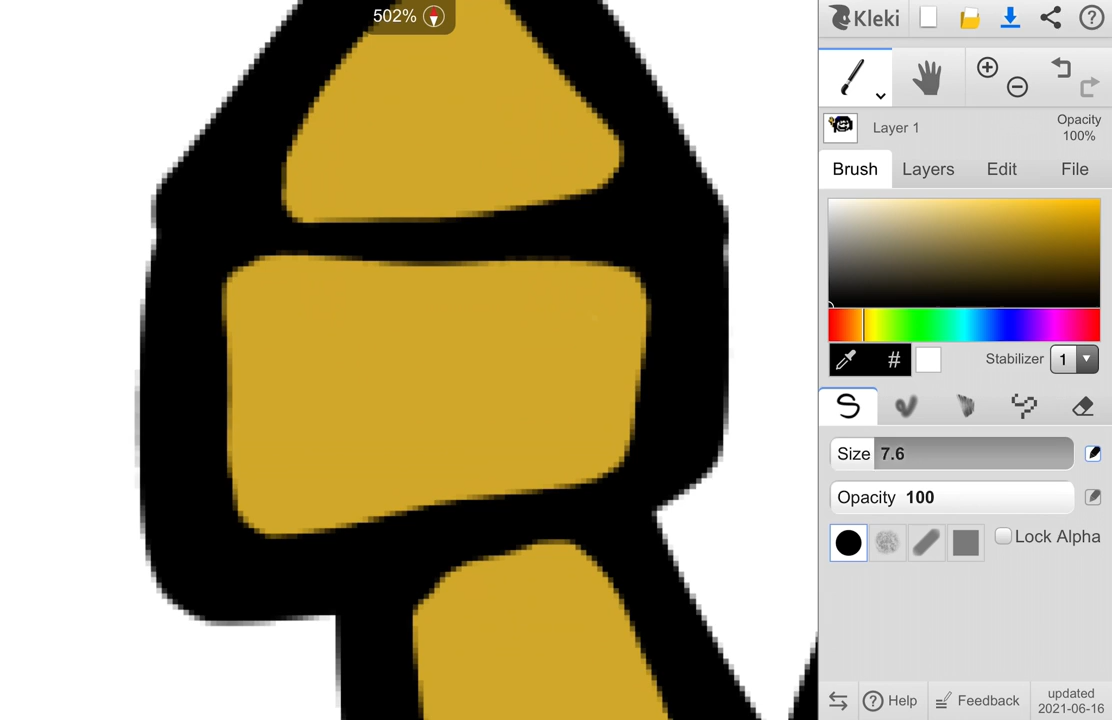 502%
Kleki
Layer 1
Opacity
100%
Brush Layers Edit File
# Stabilizer 1
Size 7.6
Opacity 100
Lock Alpha
Help Feedback updated
2021-06-16